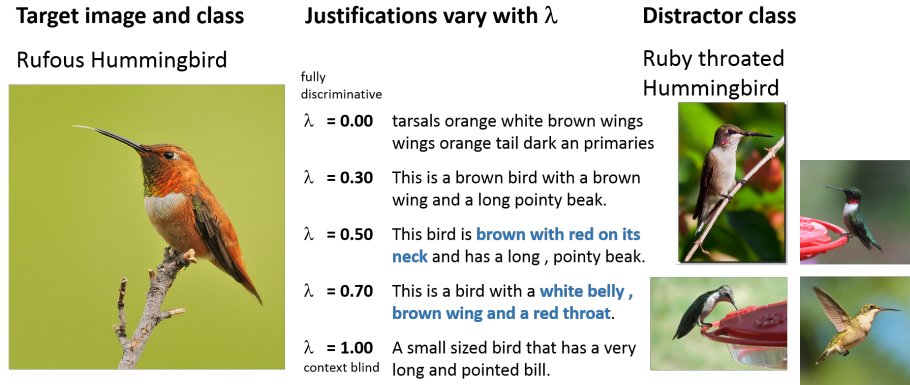 Target image and class
Justifications vary with λ
Distractor class
Rufous Hummingbird
Ruby throated
Hummingbird
fully
discriminative
λ = 0.00 tarsals orange white brown wings
wings orange tail dark an primaries
λ = 0.30 This is a brown bird with a brown
wing and a long pointy beak.
λ = 0.50 This bird is brown with red on its
neck and has a long , pointy beak.
λ = 0.70 This is a bird with a white belly ,
brown wing and a red throat.
λ = 1.00 A small sized bird that has a very
context blind long and pointed bill.